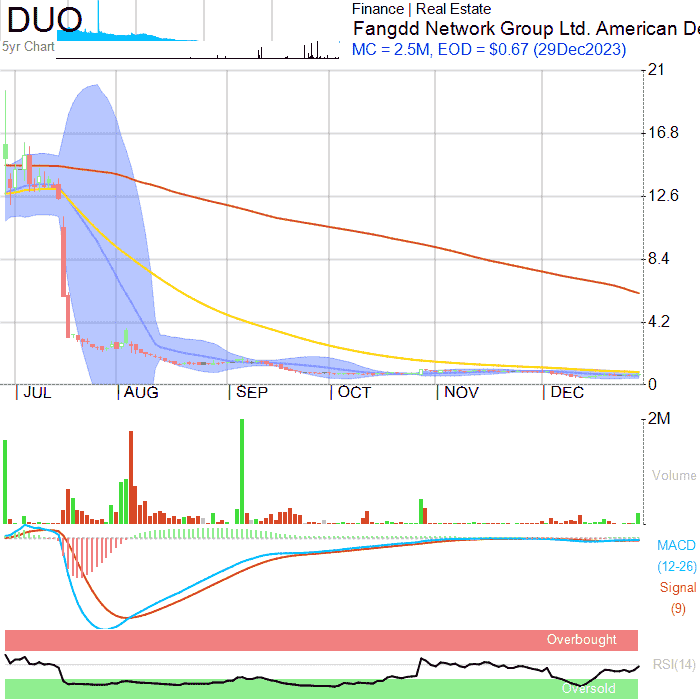 DUO
5yr Chart
Finance | Real Estate
Fangdd Network Group Ltd. American De
MC = 2.5M, EOD = $0.67 (29Dec2023)
21
16.8
12.6
8.4
4.2
0
JUL AUG SEP OCT NOV DEC
2M
Volume
MACD
(12-26)
Signal
(9)
Overbought
RSI(14)
Oversold